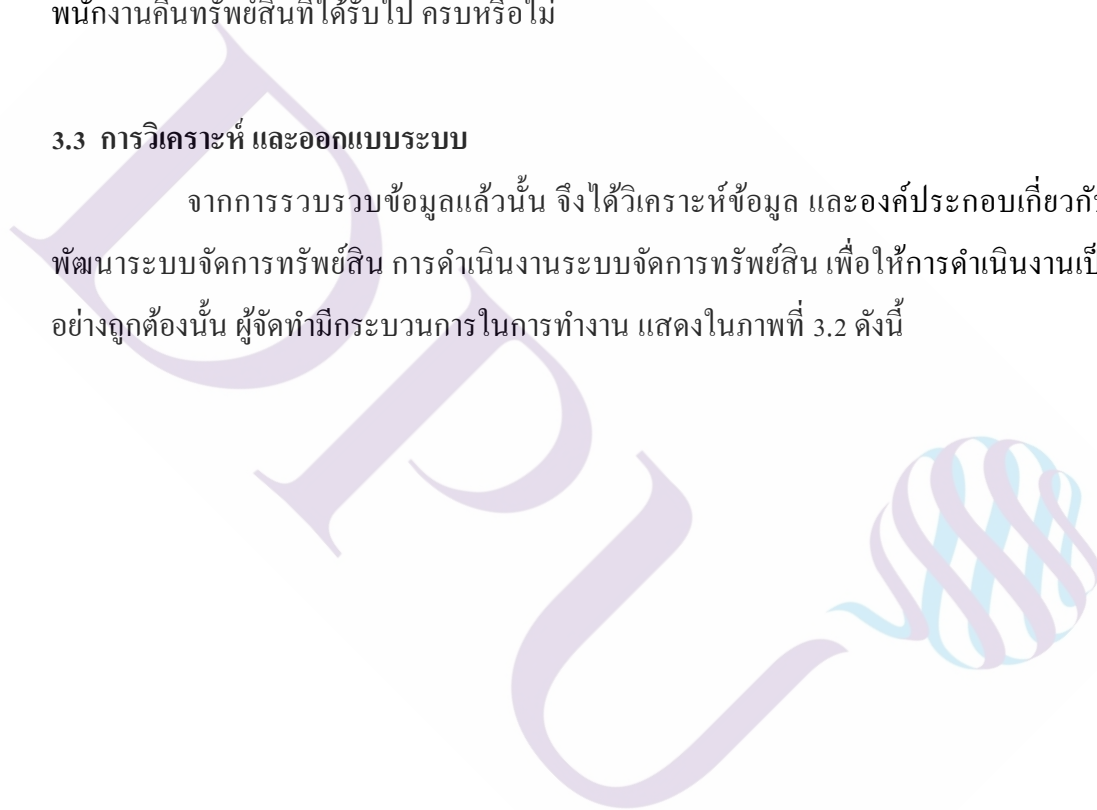 พนักงานคืนทรัพย์สินที่ได้รับไป ครบหรือไม่
3.3 การวิเคราะห์ และออกแบบระบบ
จากการรวบรวบข้อมูลแล้วนั้น จึงได้วิเคราะห์ข้อมูล และองค์ประกอบเกี่ยวกับ
พัฒนาระบบจัดการทรัพย์สิน การดำเนินงานระบบจัดการทรัพย์สิน เพื่อให้การดำเนินงานเป็
อย่างถูกต้องนั้น ผู้จัดทำมีกระบวนการในการทำงาน แสดงในภาพที่ 3.2 ดังนี้
DPU